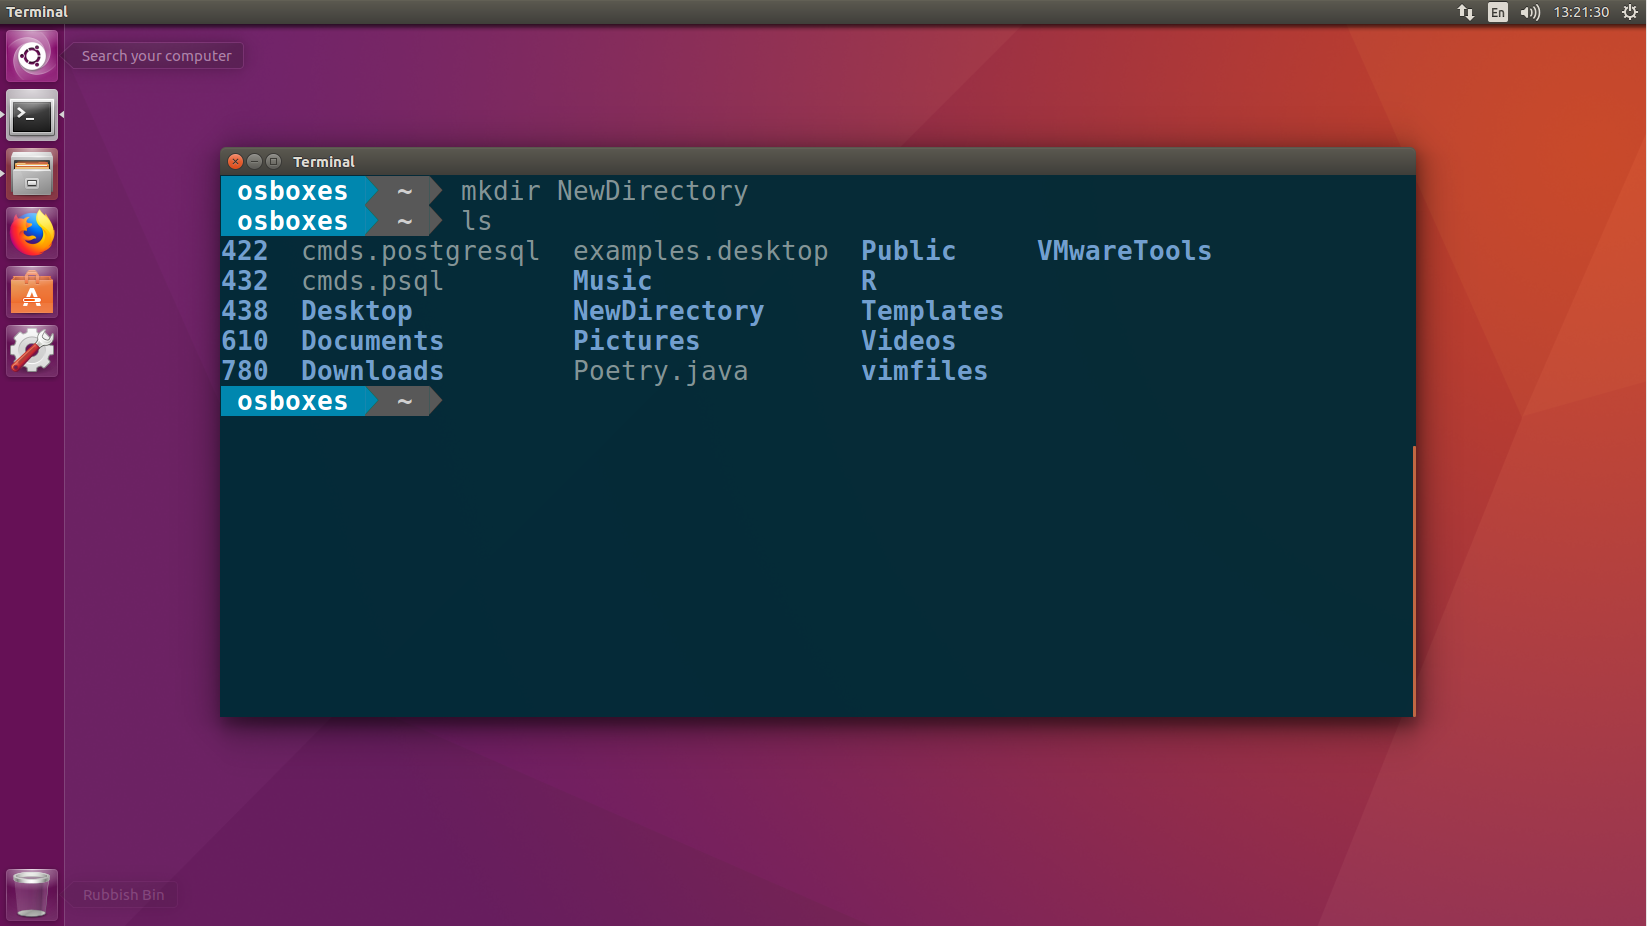 Terminal
En
13:21:30
Search your computer
Terminal
osboxes ~ mkdir NewDirectory
osboxes ~ ls
422 cmds.postgresql examples.desktop Public VMwareTools
432 cmds.psql Music R
438 Desktop NewDirectory Templates
610 Documents Pictures Videos
780 Downloads Poetry.java vimfiles
osboxes ~
Rubbish Bin